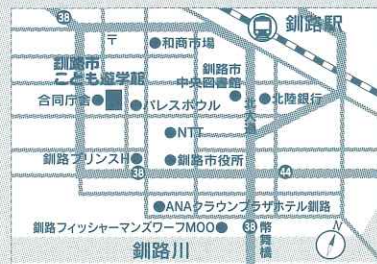 38
釧路駅
〒
和商市場
釧路市
こども遊学館
釧路市
中央図書館
合同庁舎
パレスボウル
北陸銀行
北大通
NTT
釧路プリンスH
釧路市役所
38
44
ANAクラウンプラザホテル釧路
釧路フィッシャーマンズワーフMOO
38
幣舞橋
釧路川
N